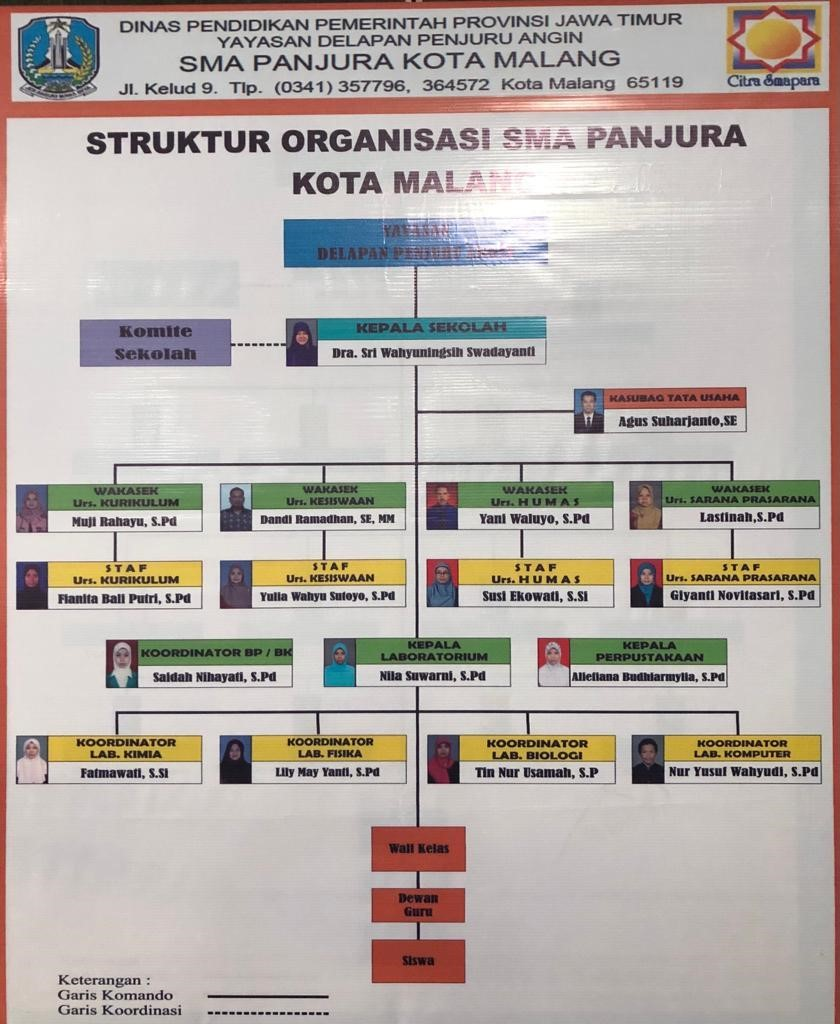 DINAS PENDIDIKAN PEMERINTAH PROVINSI JAWA TIMUR
YAYASAN DELAPAN PENJURU ANGIN
SMA PANJURA KOTA MALANG
Jl. Kelud 9. Tlp. (0341) 357796, 364572 Kota Malang 65119
Citra Smapara
STRUKTUR ORGANISASI SMA PANJURA
KOTA MALANG
YAYASAN
DELAPAN PENJURU ANGIN
Komite
Sekolah
KEPALA SEKOLAH
Dra. Sri Wahyuningsih Swadayanti
KASUBAG TATA USAHA
Agus Suharjanto,SE
WAKASEK
Urs. KURIKULUM
Muji Rahayu, S.Pd
WAKASEK
Urs. KESISWAAN
Dandi Ramadhan, SE, MM
WAKASEK
Urs. H U M A S
Yani Waluyo, S.Pd
WAKASEK
Urs. SARANA PRASARANA
Lastinah,S.Pd
S T A F
Urs. KURIKULUM
Fianita Bali Putri, S.Pd
S T A F
Urs. KESISWAAN
Yulia Wahyu Sutoyo, S.Pd
S T A F
Urs. H U M A S
Susi Ekowati, S.Si
S T A F
Urs. SARANA PRASARANA
Giyanti Novitasari, S.Pd
KOORDINATOR BP / BK
Saidah Nihayati, S.Pd
KEPALA
LABORATORIUM
Nila Suwarni, S.Pd
KEPALA
PERPUSTAKAAN
Alieliana Budhiarmylia, S.Pd
KOORDINATOR
LAB. KIMIA
Fatmawati, S.Si
KOORDINATOR
LAB. FISIKA
Lily May Yanti, S.Pd
KOORDINATOR
LAB. BIOLOGI
Tin Nur Usamah, S.P
KOORDINATOR
LAB. KOMPUTER
Nur Yusuf Wahyudi, S.Pd
Wali Kelas
Dewan
Guru
Siswa
Keterangan :
Garis Komando
Garis Koordinasi